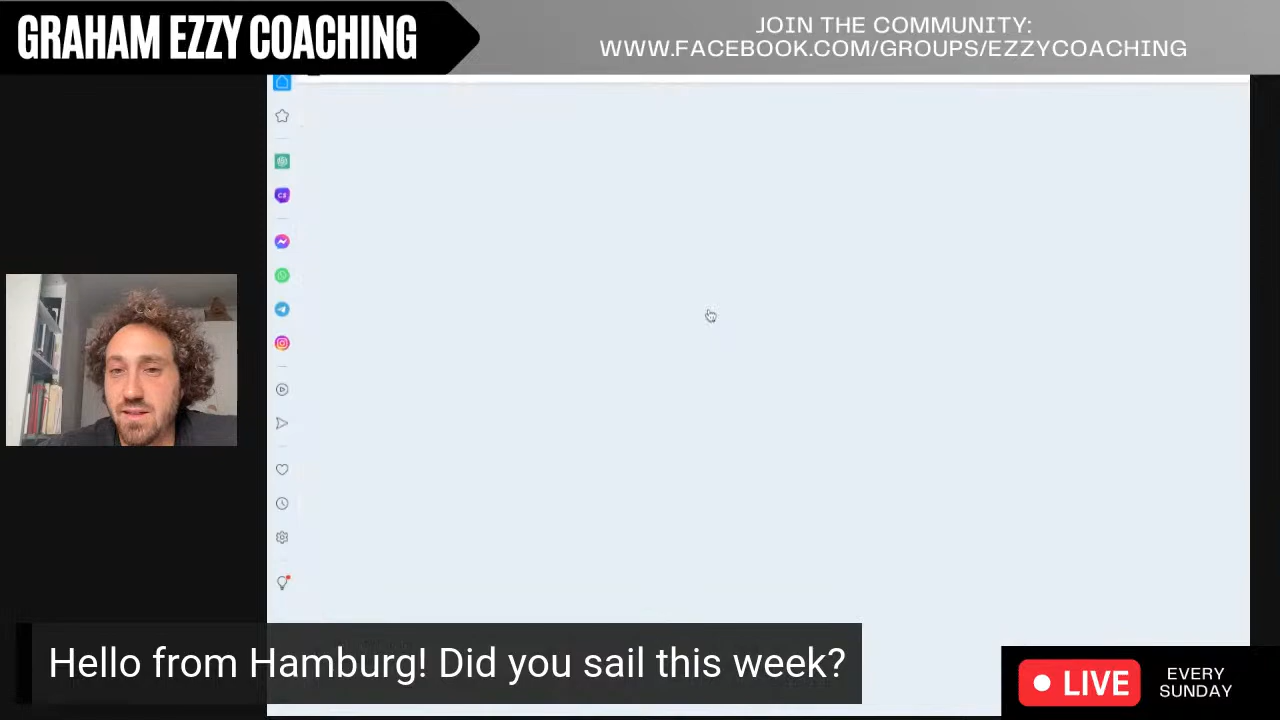 GRAHAM EZZY COACHING
JOIN THE COMMUNITY:
WWW.FACEBOOK.COM/GROUPS/EZZYCOACHING
CS
Hello from Hamburg! Did you sail this week?
LIVE
EVERY
SUNDAY